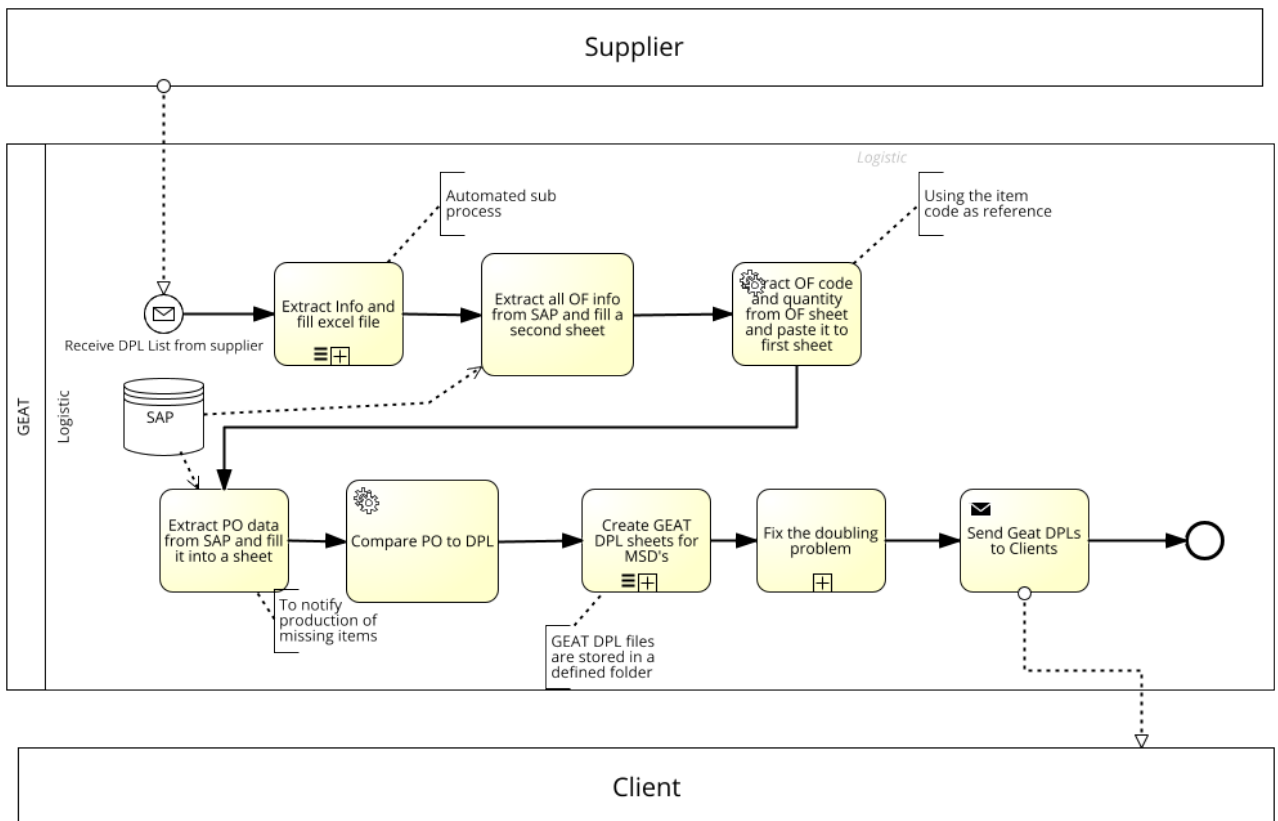 Supplier
Logistic
GEAT
Logistic
Automated sub
process
Using the item
code as reference
Receive DPL List from supplier
Extract Info and
fill excel file
Extract all OF info
from SAP and fill a
second sheet
ract OF code
and quantity
from OF sheet
and paste it to
first sheet
SAP
Extract PO data
from SAP and fill
it into a sheet
Compare PO to DPL
Create GEAT
DPL sheets for
MSD's
Fix the doubling
problem
Send Geat DPLs
to Clients
To notify
production of
missing items
GEAT DPL files
are stored in a
defined folder
Client